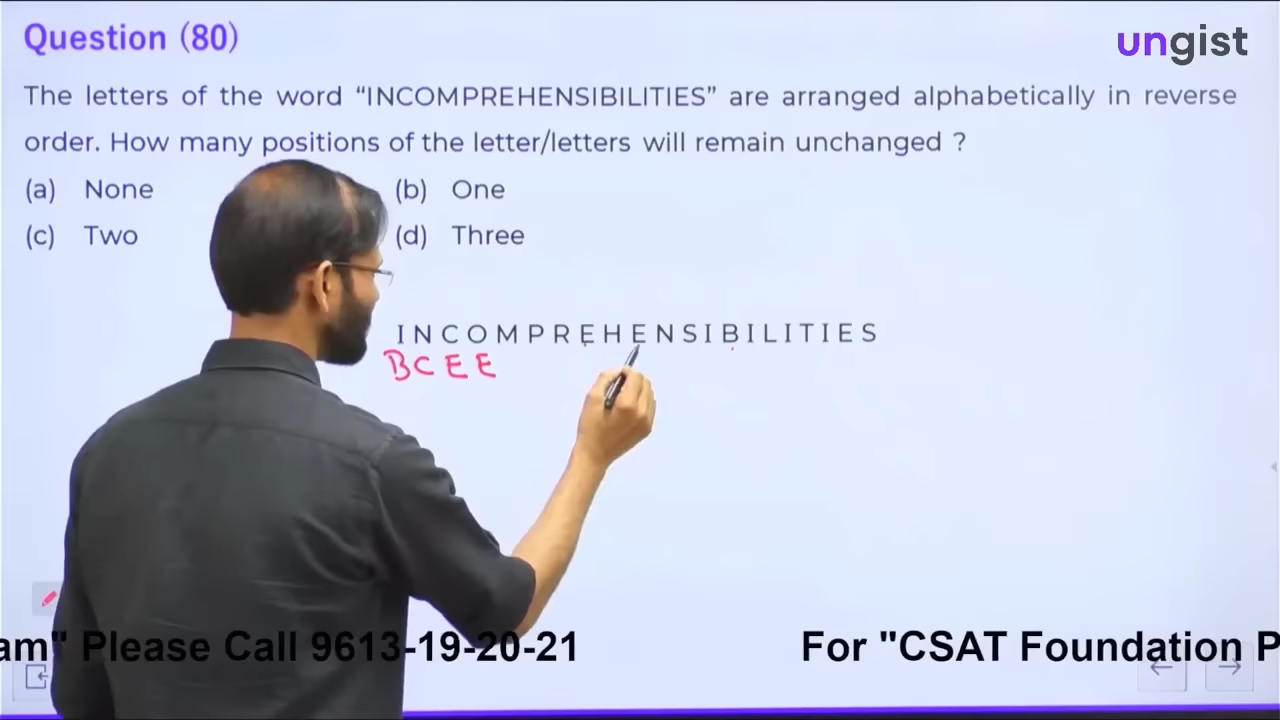 Question (80)
ungist
The letters of the word “INCOMPREHENSIBILITIES” are arranged alphabetically in reverse
order. How many positions of the letter/letters will remain unchanged ?
(a) None
(b) One
(c) Two
(d) Three
INCOMPREHENSIBILITIES
BCEE
am" Please Call 9613-19-20-21
For "CSAT Foundation P